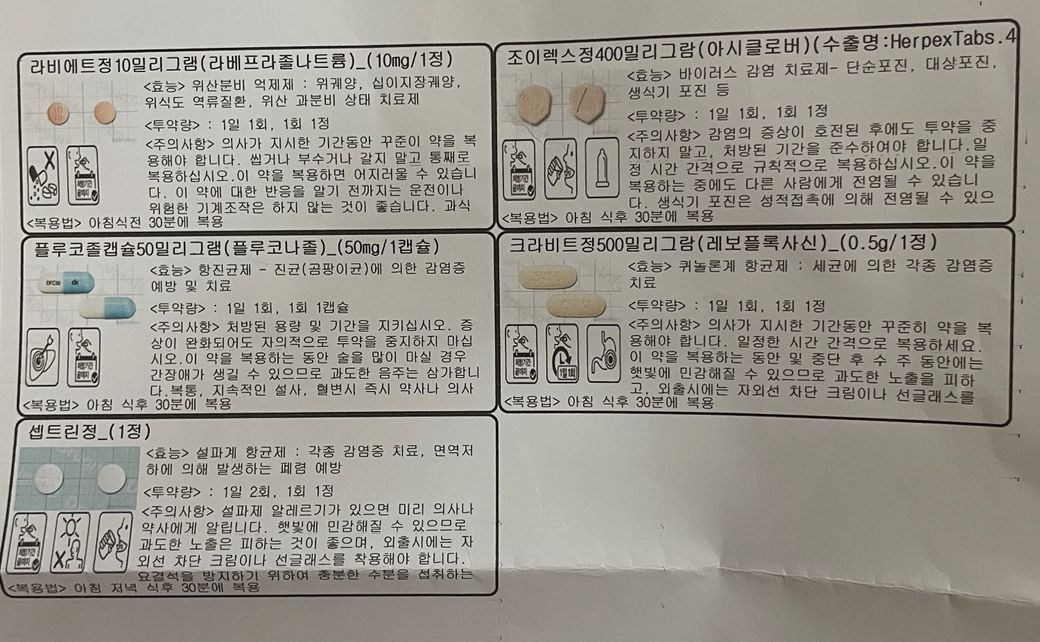 라비에트정10밀리그램(라베프라졸나트륨)_(10mg/1정)
<효능> 위산분비 억제제 : 위궤양, 십이지장궤양,
위식도 역류질환, 위산 과분비 상태 치료제
<투약량> : 1일 1회, 1회 1정
<주의사항> 의사가 지시한 기간동안 꾸준이 약을 복
용해야 합니다. 씹거나 부수거나 갈지 말고 통째로
복용하십시오.이 약을 복용하면 어지러울 수 있습니
다. 이 약에 대한 반응을 알기 전까지는 운전이나
위험한 기계조작은 하지 않는 것이 좋습니다. 과식
<복용법> 아침식전 30분에 복용
조이렉스정400밀리그람(아시클로버)(수출명:HerpexTabs.4
<효능> 바이러스 감염 치료제- 단순포진, 대상포진,
생식기 포진 등
<투약량> : 1일 1회, 1회 1정
<주의사항> 감염의 증상이 호전된 후에도 투약을 중
지하지 말고, 처방된 기간을 준수하여야 합니다.일
정 시간 간격으로 규칙적으로 복용하십시오.이 약을
복용하는 중에도 다른 사람에게 전염될 수 있습니
다. 생식기 포진은 성적접촉에 의해 전염될 수 있으
<복용법> 아침 식후 30분에 복용
플루코졸캡슐50밀리그램(플루코나졸)_(50mg/1캡슐)
<효능> 항진균제 - 진균(곰팡이균)에 의한 감염증
예방 및 치료
<투약량> : 1일 1회, 1회 1캡슐
<주의사항> 처방된 용량 및 기간을 지키십시오. 증
상이 완화되어도 자의적으로 투약을 중지하지 마십
시오.이 약을 복용하는 동안 술을 많이 마실 경우
간장애가 생길 수 있으므로 과도한 음주는 삼가합니
다.복통, 지속적인 설사, 혈변시 즉시 약사나 의사
<복용법> 아침 식후 30분에 복용
크라비트정500밀리그램(레보플록사신)_(0.5g/1정)
<효능> 퀴놀론계 항균제 : 세균에 의한 각종 감염증
치료
<투약량> : 1일 1회, 1회 1정
<주의사항> 의사가 지시한 기간동안 꾸준히 약을 복
용해야 합니다. 일정한 시간 간격으로 복용하세요.
이 약을 복용하는 동안 및 중단 후 수 주 동안에는
햇빛에 민감해질 수 있으므로 과도한 노출을 피하
고, 외출시에는 자외선 차단 크림이나 선글래스를
<복용법> 아침 식후 30분에 복용
셉트린정_(1정)
<효능> 설파계 항균제 : 각종 감염증 치료, 면역저
하에 의해 발생하는 폐렴 예방
<투약량> : 1일 2회, 1회 1정
<주의사항> 설파제 알레르기가 있으면 미리 의사나
약사에게 알립니다. 햇빛에 민감해질 수 있으므로
과도한 노출은 피하는 것이 좋으며, 외출시에는 자
외선 차단 크림이나 선글래스를 착용해야 합니다.
요결석을 방지하기 위하여 충분한 수분을 섭취하는
<복용법> 아침 저녁 식후 30분에 복용